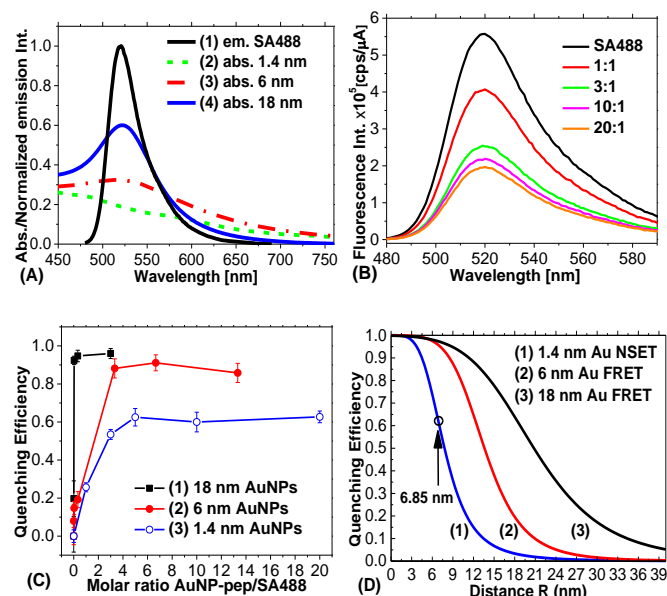 Abs./Normalized emission Int.
1.0
0.8
0.6
0.4
0.2
0.0
(1) em. SA488
(2) abs. 1.4 nm
(3) abs. 6 nm
(4) abs. 18 nm
450 500 550 600 650 700 750
Wavelength [nm]
(A)
Fluorescence Int. ×10⁵[cps/μA]
6
5
4
3
2
1
0
SA488
1:1
3:1
10:1
20:1
480 500 520 540 560 580
Wavelength [nm]
(B)
Quenching Efficiency
1.0
0.8
0.6
0.4
0.2
0.0
(1) 18 nm AuNPs
(2) 6 nm AuNPs
(3) 1.4 nm AuNPs
0 2 4 6 8 10 12 14 16 18 20
Molar ratio AuNP-pep/SA488
(C)
Quenching Efficiency
1.0
0.9
0.8
0.7
0.6
0.5
0.4
0.3
0.2
0.1
0.0
(1) 1.4 nm Au NSET
(2) 6 nm Au FRET
(3) 18 nm Au FRET
6.85 nm
(1) (2) (3)
0 3 6 9 12 15 18 21 24 27 30 33 36 39
Distance R (nm)
(D)